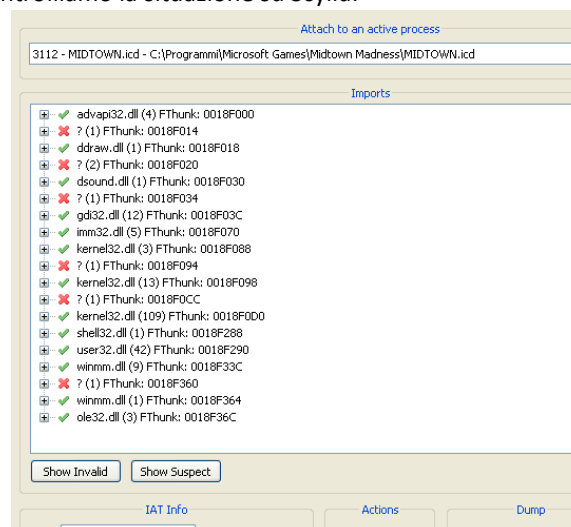 Attach to an active process
3112 - MIDTOWN.icd - C:\Programmi\Microsoft Games\Midtown Madness\MIDTOWN.icd
Imports
advapi32.dll (4) FThunk: 0018F000
? (1) FThunk: 0018F014
ddraw.dll (1) FThunk: 0018F018
? (2) FThunk: 0018F020
dsound.dll (1) FThunk: 0018F030
? (1) FThunk: 0018F034
gdi32.dll (12) FThunk: 0018F03C
imm32.dll (5) FThunk: 0018F070
kernel32.dll (3) FThunk: 0018F088
? (1) FThunk: 0018F094
kernel32.dll (13) FThunk: 0018F098
? (1) FThunk: 0018F0CC
kernel32.dll (109) FThunk: 0018F0D0
shell32.dll (1) FThunk: 0018F288
user32.dll (42) FThunk: 0018F290
winmm.dll (9) FThunk: 0018F33C
? (1) FThunk: 0018F360
winmm.dll (1) FThunk: 0018F364
ole32.dll (3) FThunk: 0018F36C
Show Invalid Show Suspect
IAT Info Actions Dump